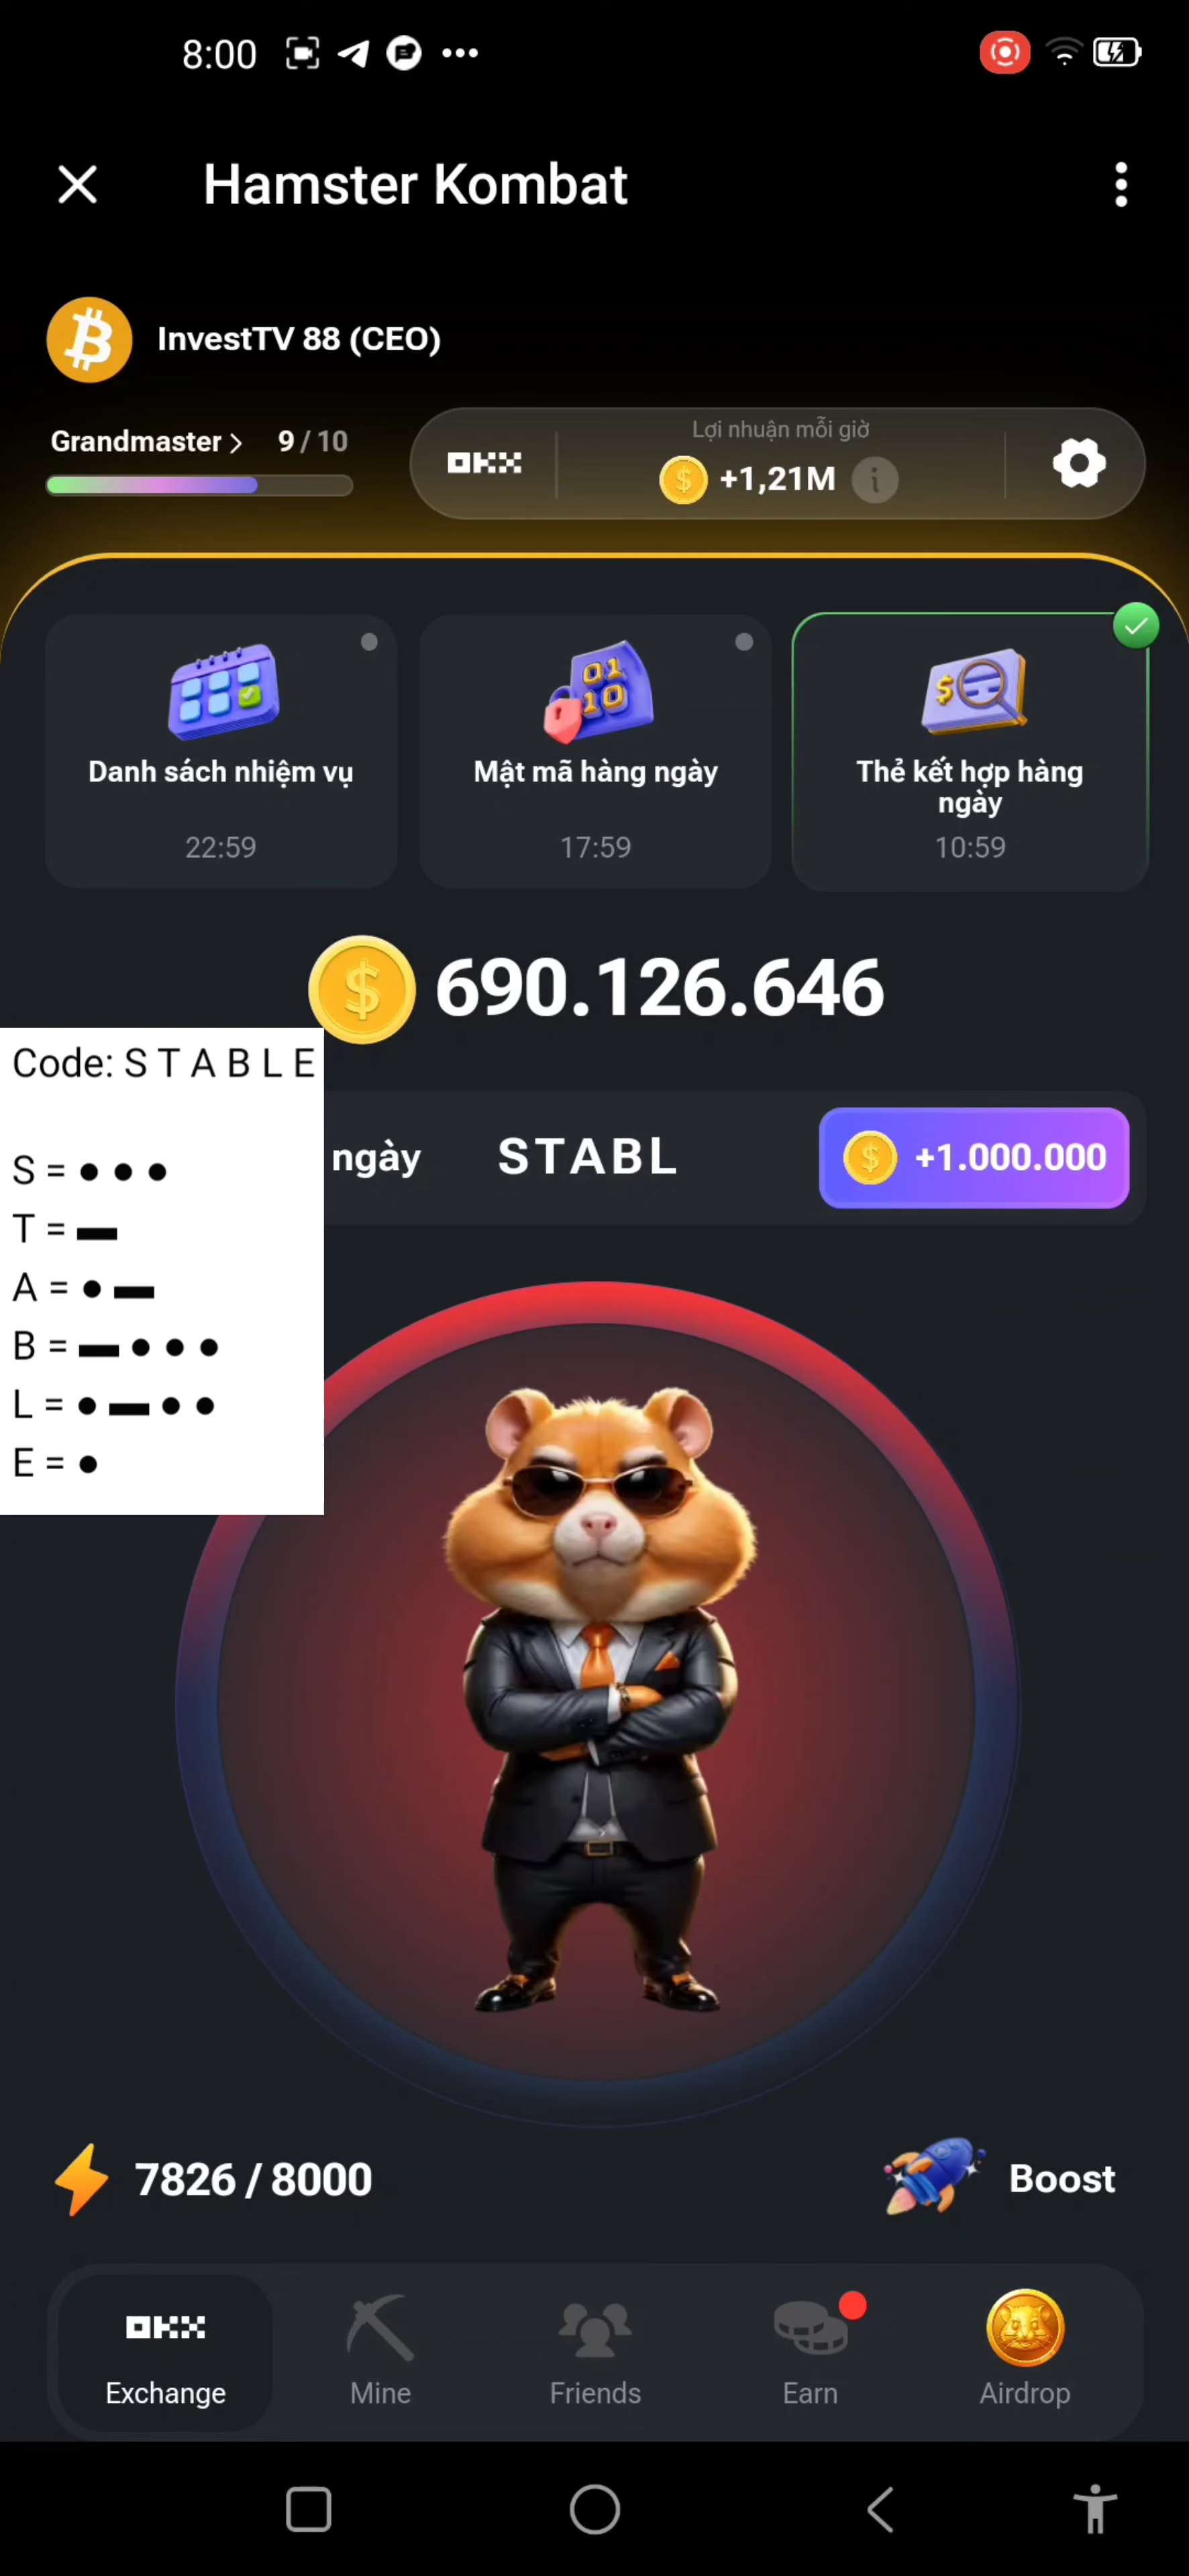 8:00
Hamster Kombat
InvestTV 88 (CEO)
Grandmaster > 9 / 10
Lợi nhuận mỗi giờ
+1,21M
Danh sách nhiệm vụ
22:59
Mật mã hàng ngày
17:59
Thẻ kết hợp hàng
ngày
10:59
690.126.646
Code: S T A B L E
S = ● ● ●
T = ▬
A = ● ▬
B = ▬ ● ● ●
L = ● ▬ ● ●
E = ●
ngày STABL +1.000.000
7826 / 8000
Boost
Exchange
Mine
Friends
Earn
Airdrop